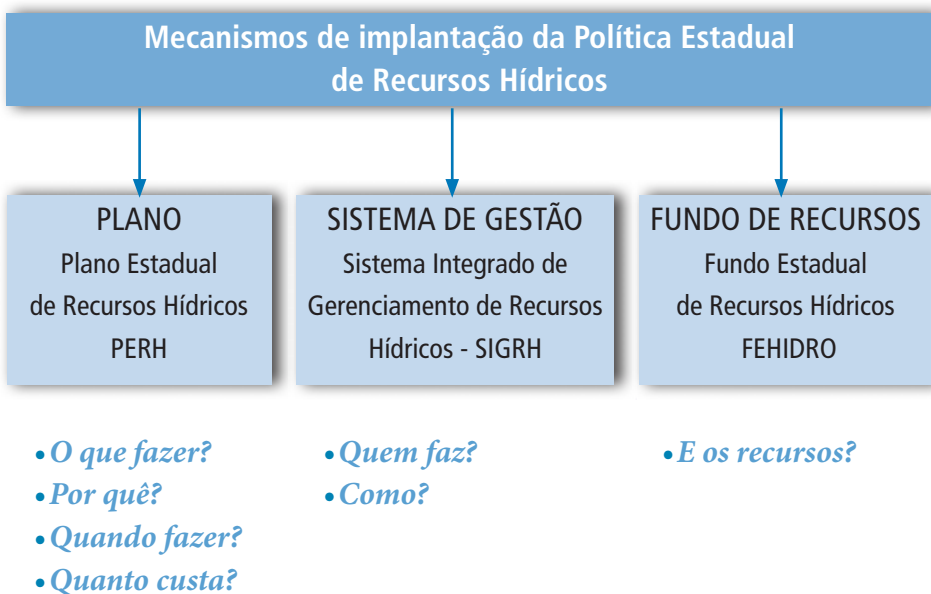 Mecanismos de implantação da Política Estadual
de Recursos Hídricos
PLANO
Plano Estadual
de Recursos Hídricos
PERH
SISTEMA DE GESTÃO
Sistema Integrado de
Gerenciamento de Recursos
Hídricos - SIGRH
FUNDO DE RECURSOS
Fundo Estadual
de Recursos Hídricos
FEHIDRO
• O que fazer?
• Por quê?
• Quando fazer?
• Quanto custa?
• Quem faz?
• Como?
• E os recursos?